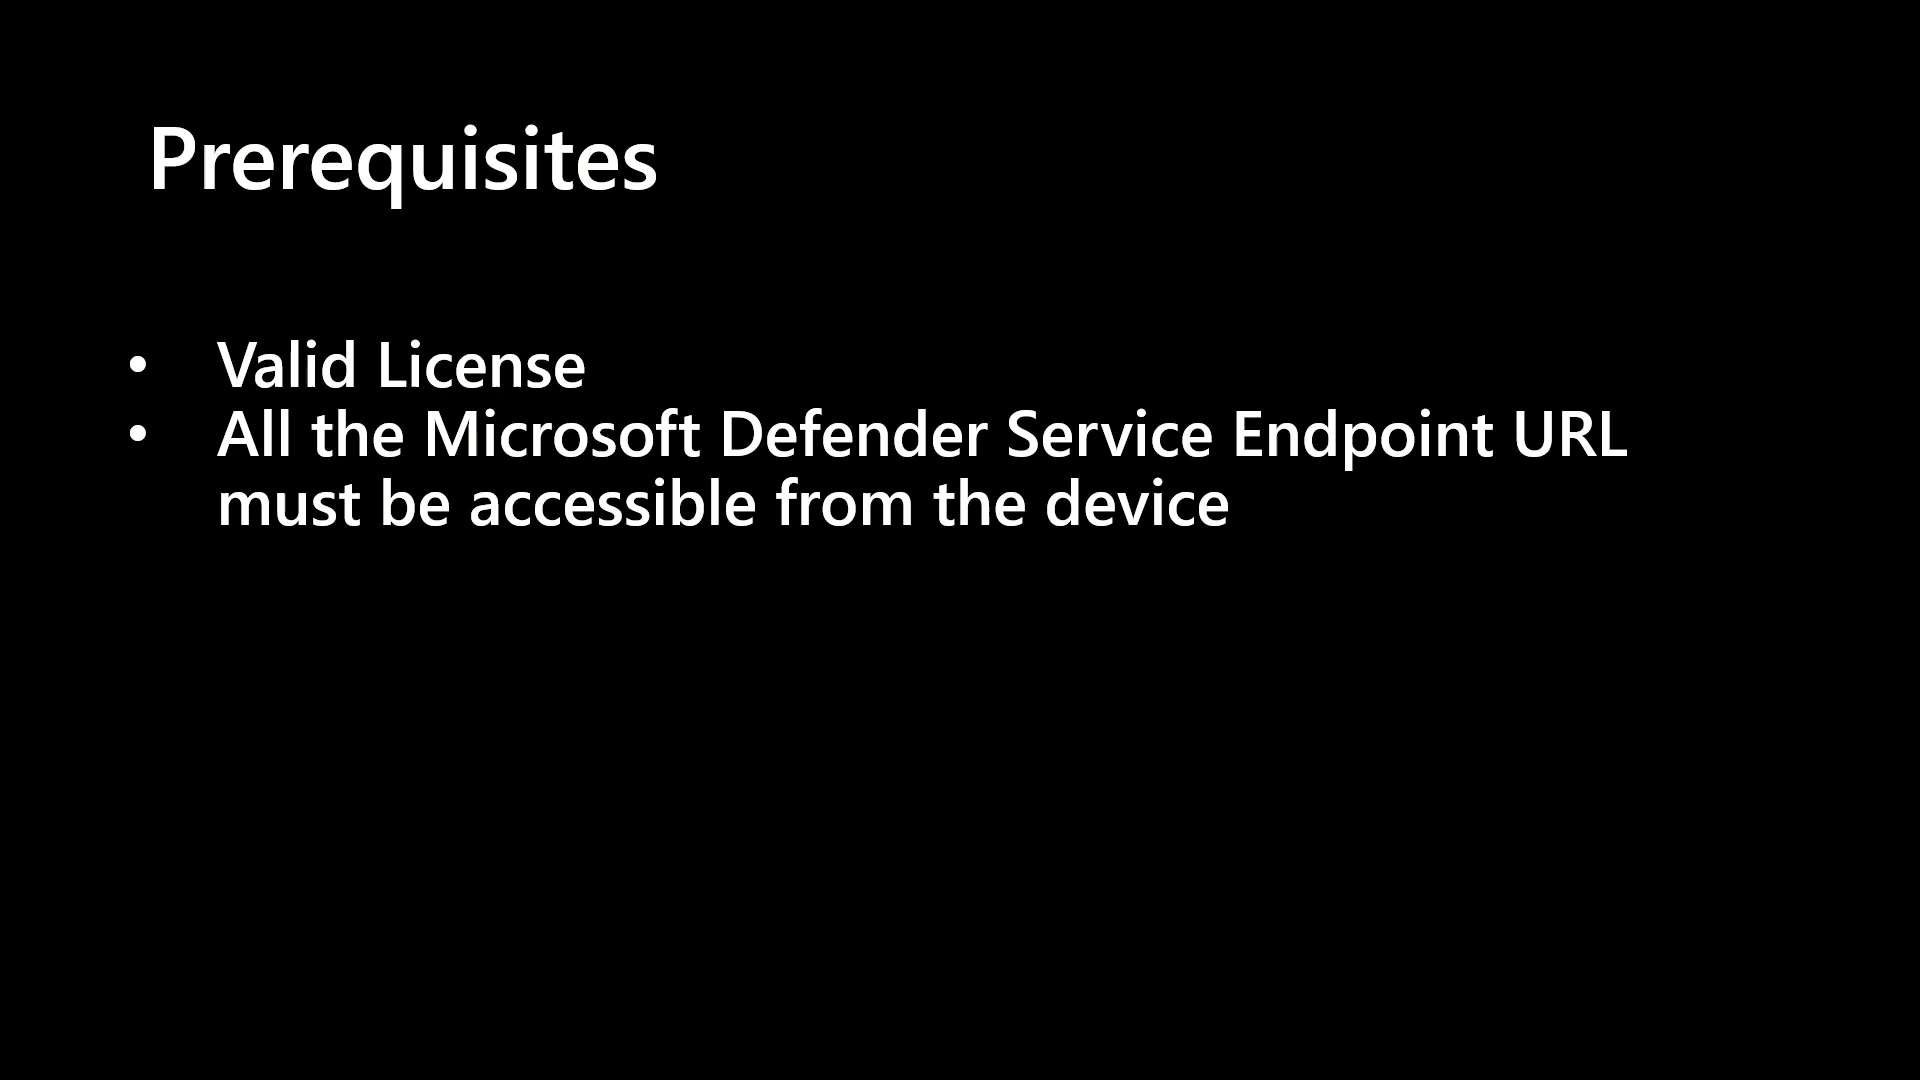 Prerequisites
• Valid License
• All the Microsoft Defender Service Endpoint URL
must be accessible from the device